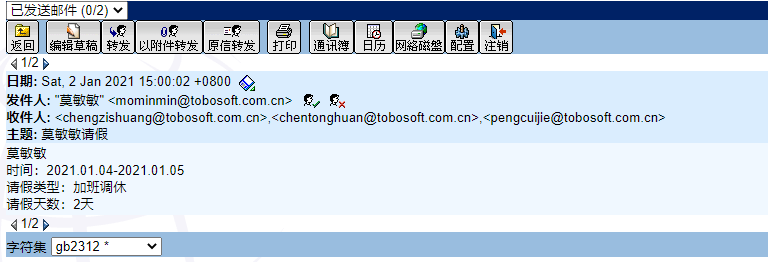 已发送邮件 (0/2)
返回 编辑草稿 转发 以附件转发 原信转发 打印 通讯簿 日历 网络磁盤 配置 注销
1/2
日期: Sat, 2 Jan 2021 15:00:02 +0800
发件人: "莫敏敏" <mominmin@tobosoft.com.cn>
收件人: <chengzishuang@tobosoft.com.cn>,<chentonghuan@tobosoft.com.cn>,<pengcuijie@tobosoft.com.cn>
主题: 莫敏敏请假
莫敏敏
时间：2021.01.04-2021.01.05
请假类型：加班调休
请假天数：2天
1/2
字符集 gb2312 *